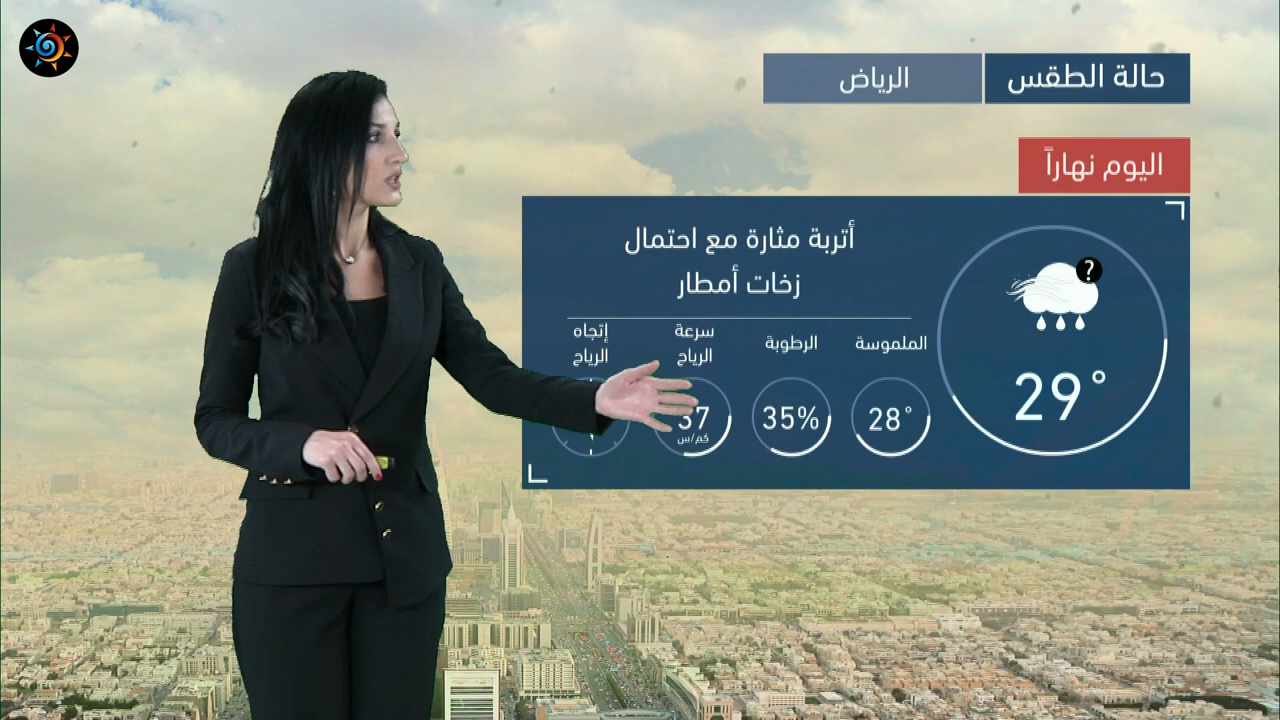 حالة الطقس
الرياض
اليوم نهاراً
أتربة مثارة مع احتمال
زخات أمطار
?
29°
الملموسة
28°
الرطوبة
35%
سرعة
الرياح
37
كم/س
إتجاه
الرياح